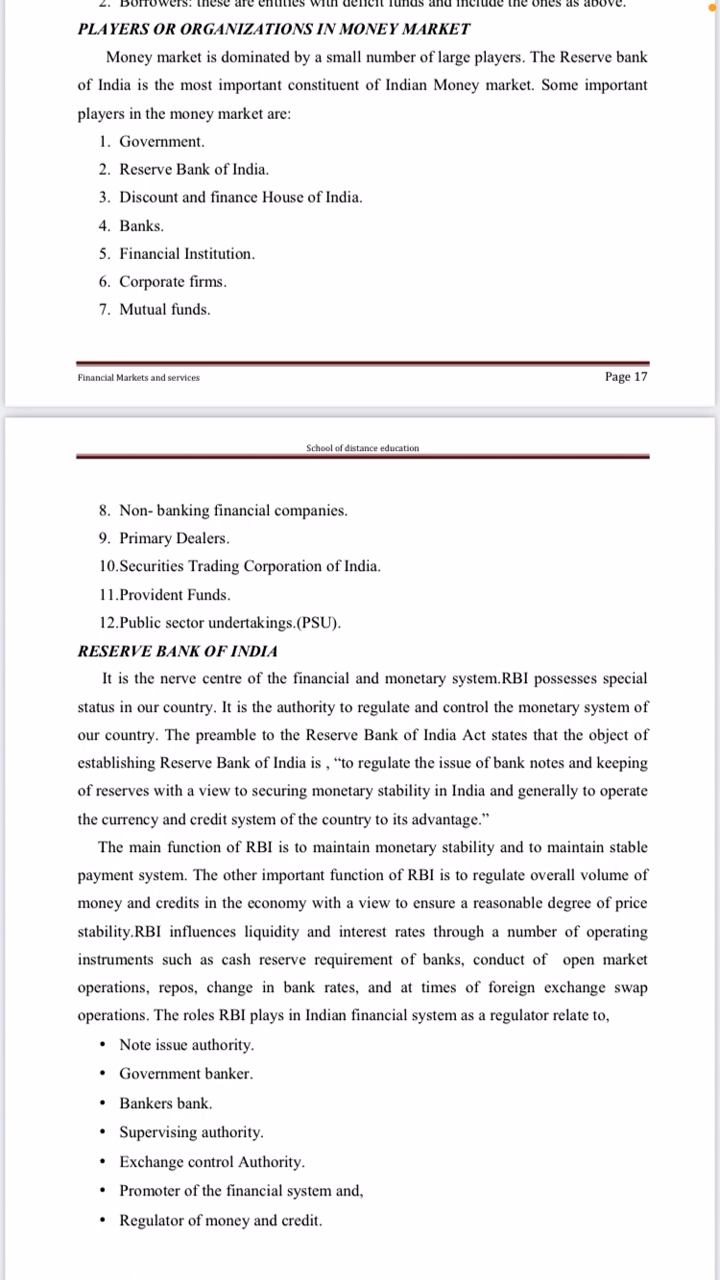 2. Borrowers: these are entities with deficit funds and include the ones as above.
PLAYERS OR ORGANIZATIONS IN MONEY MARKET
Money market is dominated by a small number of large players. The Reserve bank
of India is the most important constituent of Indian Money market. Some important
players in the money market are:
1. Government.
2. Reserve Bank of India.
3. Discount and finance House of India.
4. Banks.
5. Financial Institution.
6. Corporate firms.
7. Mutual funds.
Financial Markets and services Page 17
School of distance education
8. Non- banking financial companies.
9. Primary Dealers.
10.Securities Trading Corporation of India.
11.Provident Funds.
12.Public sector undertakings.(PSU).
RESERVE BANK OF INDIA
It is the nerve centre of the financial and monetary system.RBI possesses special
status in our country. It is the authority to regulate and control the monetary system of
our country. The preamble to the Reserve Bank of India Act states that the object of
establishing Reserve Bank of India is , “to regulate the issue of bank notes and keeping
of reserves with a view to securing monetary stability in India and generally to operate
the currency and credit system of the country to its advantage.”
The main function of RBI is to maintain monetary stability and to maintain stable
payment system. The other important function of RBI is to regulate overall volume of
money and credits in the economy with a view to ensure a reasonable degree of price
stability.RBI influences liquidity and interest rates through a number of operating
instruments such as cash reserve requirement of banks, conduct of open market
operations, repos, change in bank rates, and at times of foreign exchange swap
operations. The roles RBI plays in Indian financial system as a regulator relate to,
• Note issue authority.
• Government banker.
• Bankers bank.
• Supervising authority.
• Exchange control Authority.
• Promoter of the financial system and,
• Regulator of money and credit.